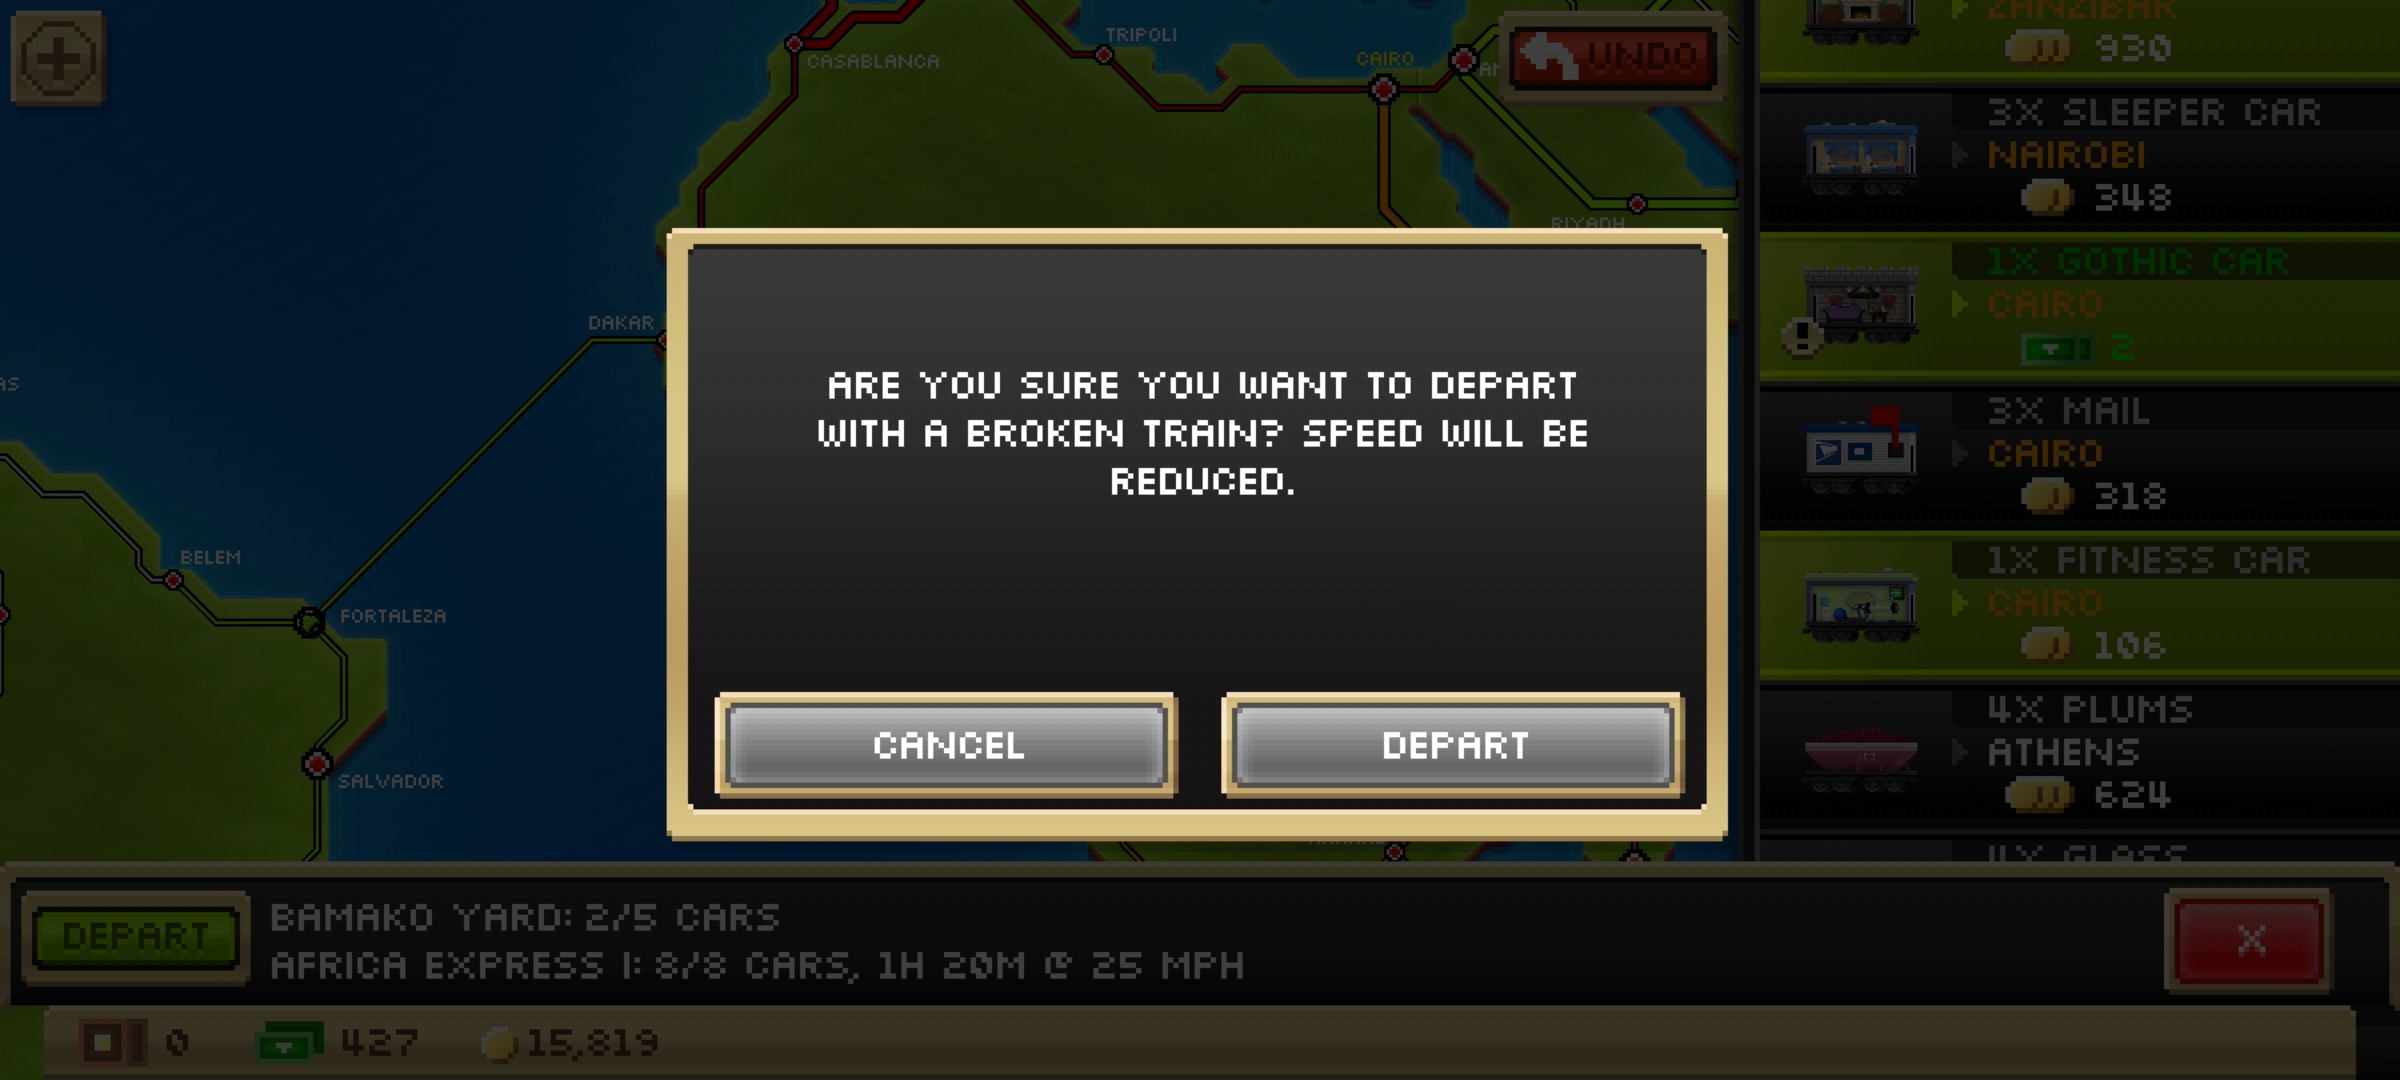 CASABLANCA
TRIPOLI
CAIRO
UNDO
RIYADH
DAKAR
BELEM
FORTALEZA
SALVADOR
ARE YOU SURE YOU WANT TO DEPART
WITH A BROKEN TRAIN? SPEED WILL BE
REDUCED.
CANCEL
DEPART
ZANZIBAR
930
3X SLEEPER CAR
NAIROBI
348
1X GOTHIC CAR
CAIRO
2
3X MAIL
CAIRO
318
1X FITNESS CAR
CAIRO
106
4X PLUMS
ATHENS
624
4X GLASS
DEPART
BAMAKO YARD: 2/5 CARS
AFRICA EXPRESS I: 8/8 CARS, 1H 20M @ 25 MPH
X
0
427
15,819